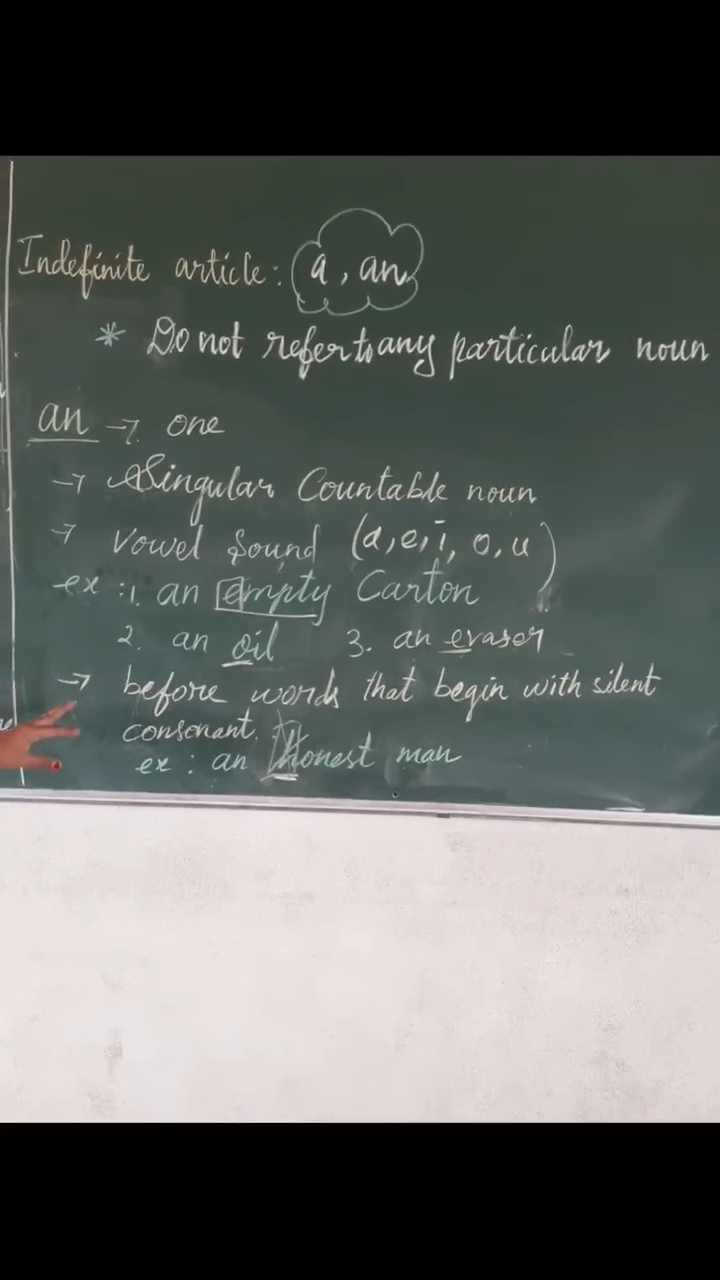 Indefinite article: a, an
* Do not refer to any particular noun
an → one
→ Singular Countable noun
→ vowel sound (a, e, i, o, u)
ex: 1. an empty Carton
2. an oil 3. an eraser
→ before words that begin with silent
consonant.
ex: an honest man